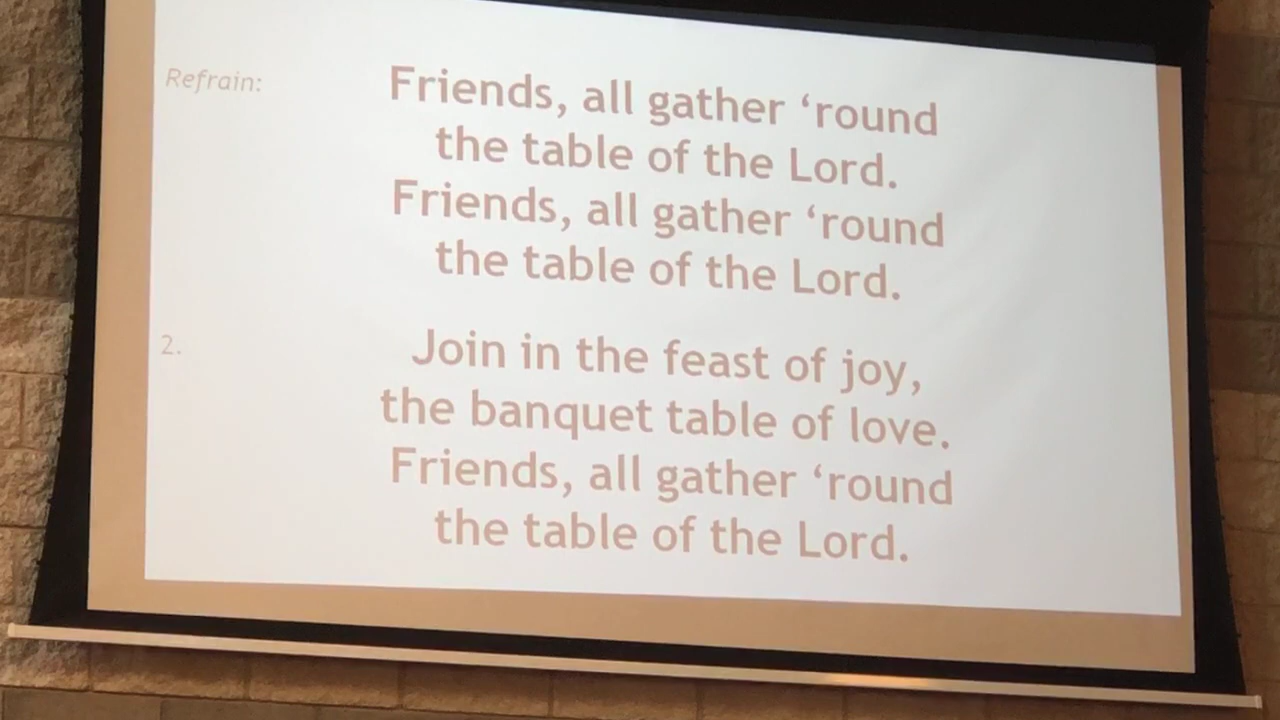 Refrain:
Friends, all gather ‘round
the table of the Lord.
Friends, all gather ‘round
the table of the Lord.
2.
Join in the feast of joy,
the banquet table of love.
Friends, all gather ‘round
the table of the Lord.